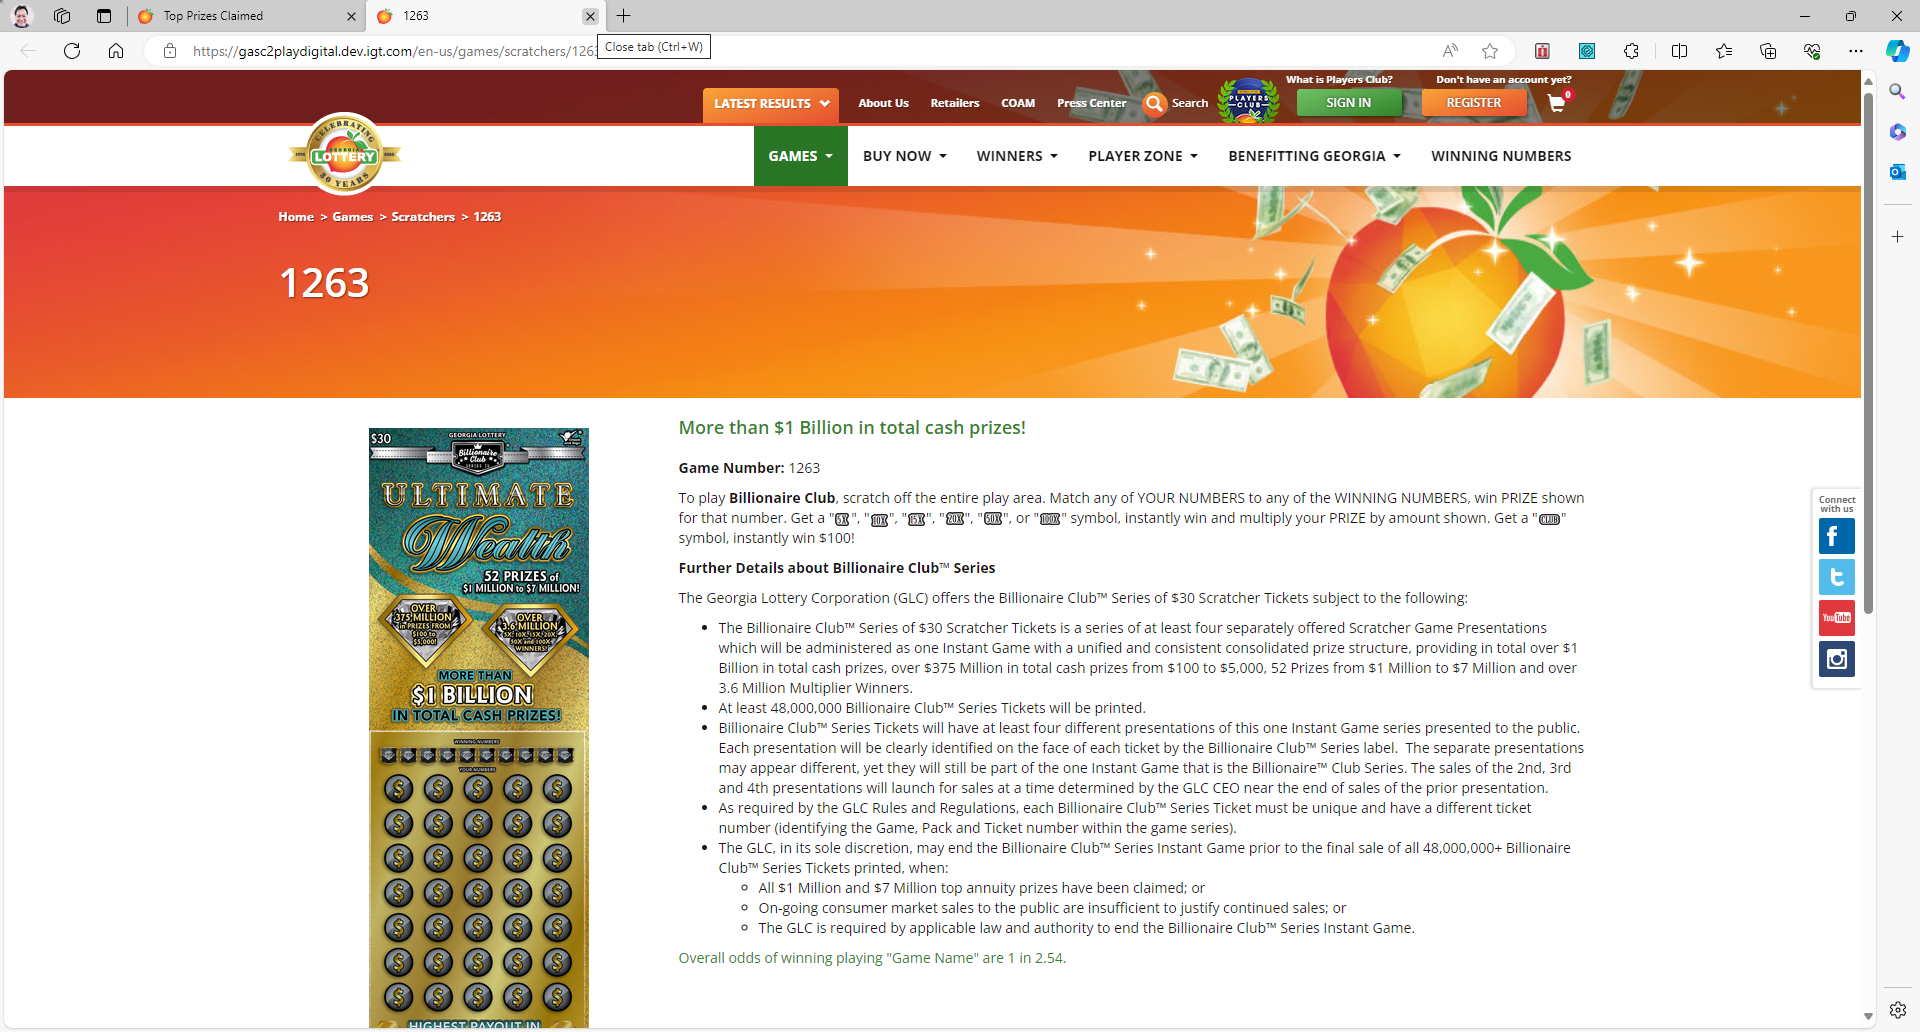 Top Prizes Claimed
1263
Close tab (Ctrl+W)
https://gasc2playdigital.dev.igt.com/en-us/games/scratchers/1263
LATEST RESULTS
About Us
Retailers
COAM
Press Center
Search
PLAYERS
CLUB
What is Players Club?
SIGN IN
Don't have an account yet?
REGISTER
0
CELEBRATING
GEORGIA
LOTTERY
30 YEARS
GAMES
BUY NOW
WINNERS
PLAYER ZONE
BENEFITTING GEORGIA
WINNING NUMBERS
Home > Games > Scratchers > 1263
1263
$30
GEORGIA LOTTERY
Billionaire
Club
ULTIMATE
Wealth
52 PRIZES of
$1 MILLION to $7 MILLION!
OVER
375 MILLION
in PRIZES FROM
$100 to
$5,000!
OVER
3.6 MILLION
5X, 10X, 15X, 20X
50X and 100X
WINNERS!
MORE THAN
$1 BILLION
IN TOTAL CASH PRIZES!
WINNING NUMBERS
YOUR NUMBERS
HIGHEST PAYOUT IN
More than $1 Billion in total cash prizes!
Game Number: 1263
To play Billionaire Club, scratch off the entire play area. Match any of YOUR NUMBERS to any of the WINNING NUMBERS, win PRIZE shown
for that number. Get a "5X", "10X", "15X", "20X", "50X", or "100X" symbol, instantly win and multiply your PRIZE by amount shown. Get a "CLUB"
symbol, instantly win $100!
Further Details about Billionaire Club™ Series
The Georgia Lottery Corporation (GLC) offers the Billionaire Club™ Series of $30 Scratcher Tickets subject to the following:
• The Billionaire Club™ Series of $30 Scratcher Tickets is a series of at least four separately offered Scratcher Game Presentations
which will be administered as one Instant Game with a unified and consistent consolidated prize structure, providing in total over $1
Billion in total cash prizes, over $375 Million in total cash prizes from $100 to $5,000, 52 Prizes from $1 Million to $7 Million and over
3.6 Million Multiplier Winners.
• At least 48,000,000 Billionaire Club™ Series Tickets will be printed.
• Billionaire Club™ Series Tickets will have at least four different presentations of this one Instant Game series presented to the public.
Each presentation will be clearly identified on the face of each ticket by the Billionaire Club™ Series label.  The separate presentations
may appear different, yet they will still be part of the one Instant Game that is the Billionaire™ Club Series. The sales of the 2nd, 3rd
and 4th presentations will launch for sales at a time determined by the GLC CEO near the end of sales of the prior presentation.
• As required by the GLC Rules and Regulations, each Billionaire Club™ Series Ticket must be unique and have a different ticket
number (identifying the Game, Pack and Ticket number within the game series).
• The GLC, in its sole discretion, may end the Billionaire Club™ Series Instant Game prior to the final sale of all 48,000,000+ Billionaire
Club™ Series Tickets printed, when:
○ All $1 Million and $7 Million top annuity prizes have been claimed; or
○ On-going consumer market sales to the public are insufficient to justify continued sales; or
○ The GLC is required by applicable law and authority to end the Billionaire Club™ Series Instant Game.
Overall odds of winning playing "Game Name" are 1 in 2.54.
Connect
with us
YouTube